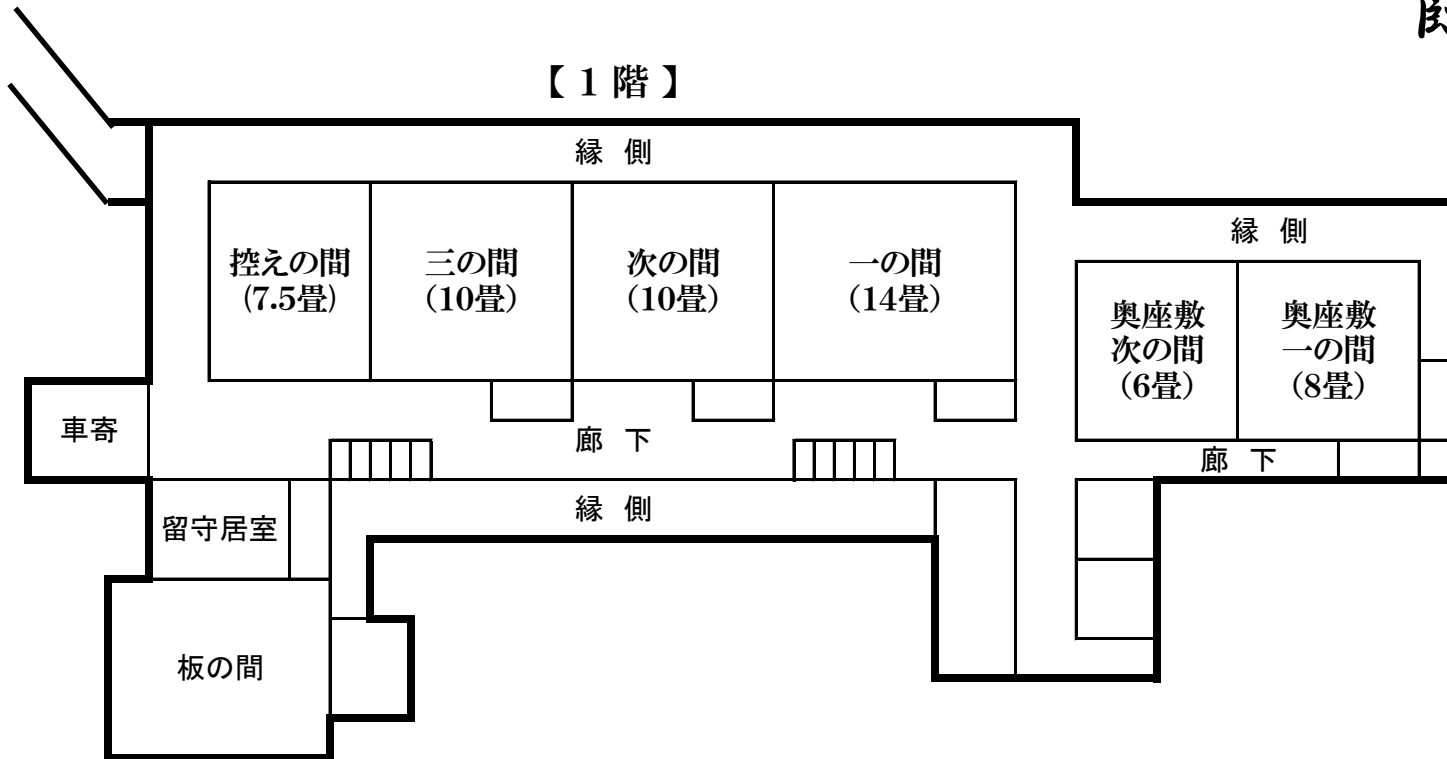 【 1 階 】
縁 側
控えの間
(7.5畳)
三の間
(10畳)
次の間
(10畳)
一の間
(14畳)
縁 側
奥座敷
次の間
(6畳)
奥座敷
一の間
(8畳)
車寄
廊 下
廊 下
留守居室
縁 側
板の間